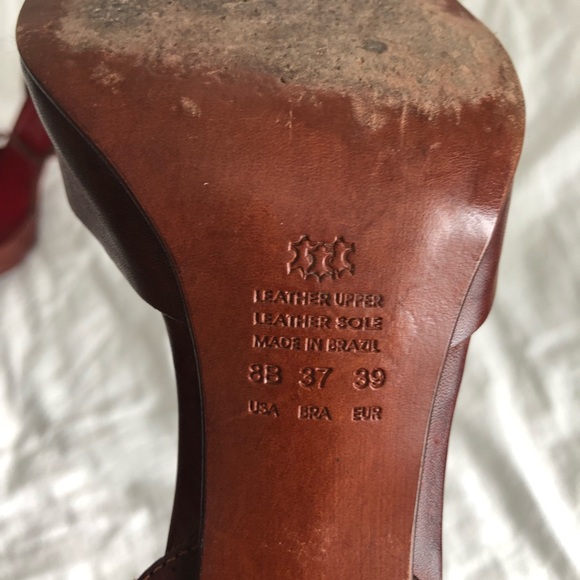 LEATHER UPPER
LEATHER SOLE
MADE IN BRAZIL
8B 37 39
USA BRA EUR